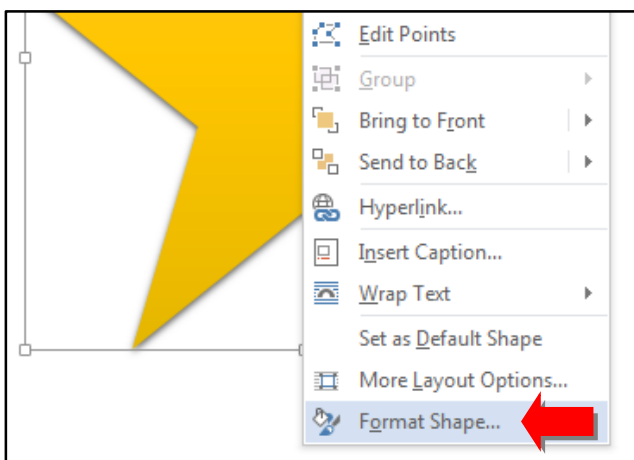 Edit Points
Group
Bring to Front
Send to Back
Hyperlink...
Insert Caption...
Wrap Text
Set as Default Shape
More Layout Options...
Format Shape...